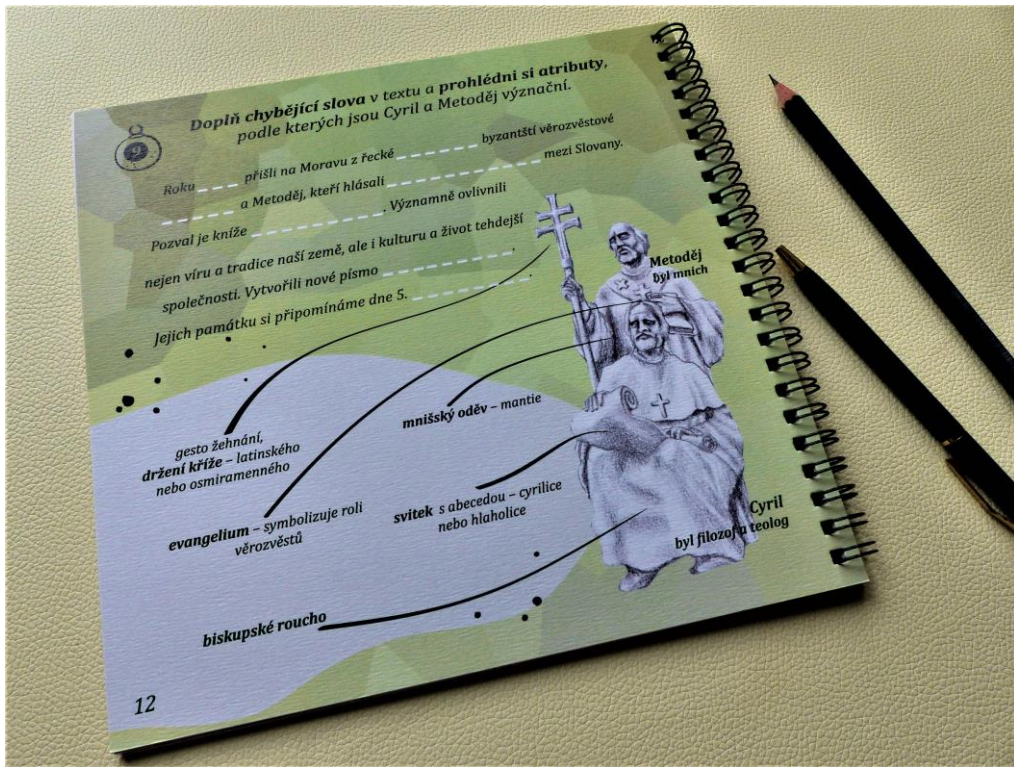 Doplň chybějící slova v textu a prohlédni si atributy,
podle kterých jsou Cyril a Metoděj význační.
9
Roku _ _ _ _ přišli na Moravu z řecké _ _ _ _ _ _ _ _ byzantští věrozvěstové
_ _ _ _ _ _ a Metoděj, kteří hlásali _ _ _ _ _ _ _ _ _ _ _ _ _ _ _ mezi Slovany.
Pozval je kníže _ _ _ _ _ _ _ _ _ _ . Významně ovlivnili
nejen víru a tradice naší země, ale i kulturu a život tehdejší
společnosti. Vytvořili nové písmo _ _ _ _ _ _ _ _ _ _ .
Jejich památku si připomínáme dne 5. _ _ _ _ _ _ _ _ _ .
Metoděj
byl mnich
mnišský oděv – mantie
gesto žehnání,
držení kříže – latinského
nebo osmiramenného
svitek s abecedou – cyrilice
nebo hlaholice
evangelium – symbolizuje roli
věrozvěstů
Cyril
byl filozof a teolog
biskupské roucho
12